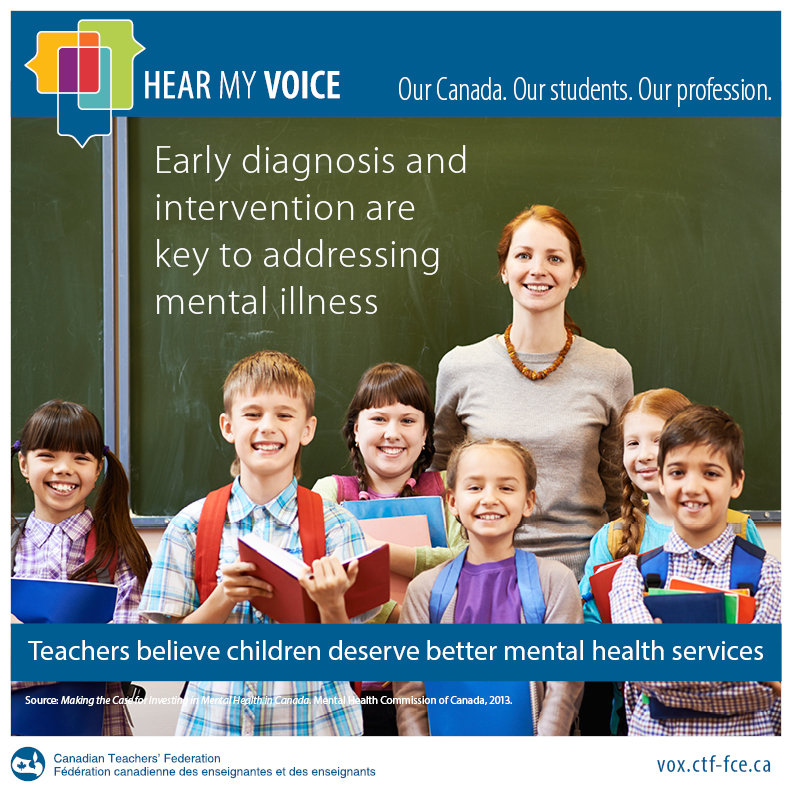 HEAR MY VOICE
Our Canada. Our students. Our profession.
Early diagnosis and
intervention are
key to addressing
mental illness
Teachers believe children deserve better mental health services
Source: Making the Case for Investing in Mental Health in Canada. Mental Health Commission of Canada, 2013.
Canadian Teachers' Federation
Fédération canadienne des enseignantes et des enseignants
vox.ctf-fce.ca